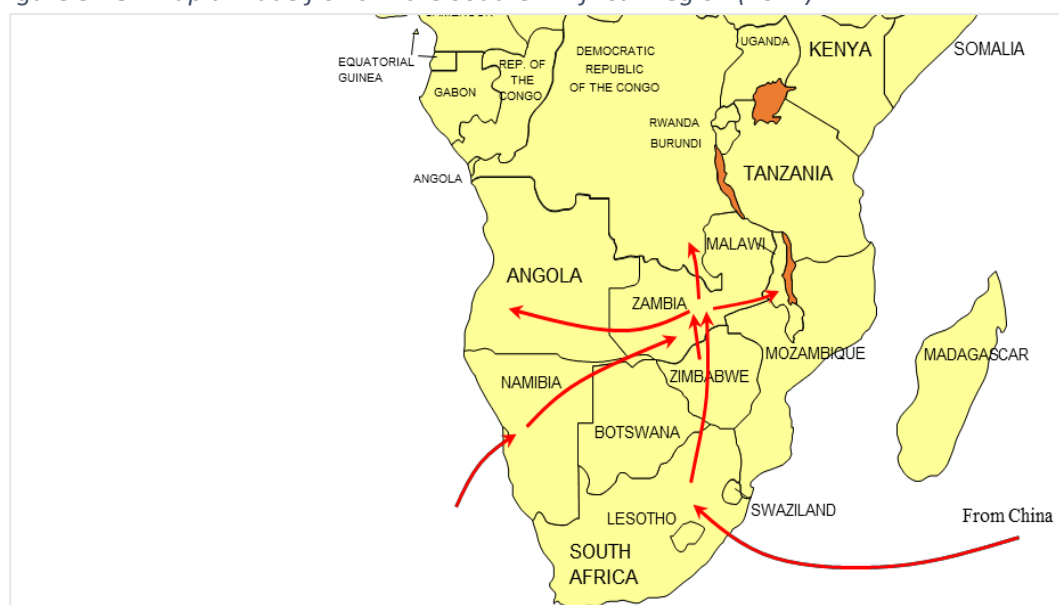 CAMEROON
UGANDA
KENYA
SOMALIA
EQUATORIAL
GUINEA
REP. OF
THE
CONGO
DEMOCRATIC
REPUBLIC
OF THE CONGO
GABON
RWANDA
BURUNDI
ANGOLA
TANZANIA
MALAWI
ANGOLA
ZAMBIA
MOZAMBIQUE
MADAGASCAR
NAMIBIA
ZIMBABWE
BOTSWANA
SWAZILAND
LESOTHO
From China
SOUTH
AFRICA